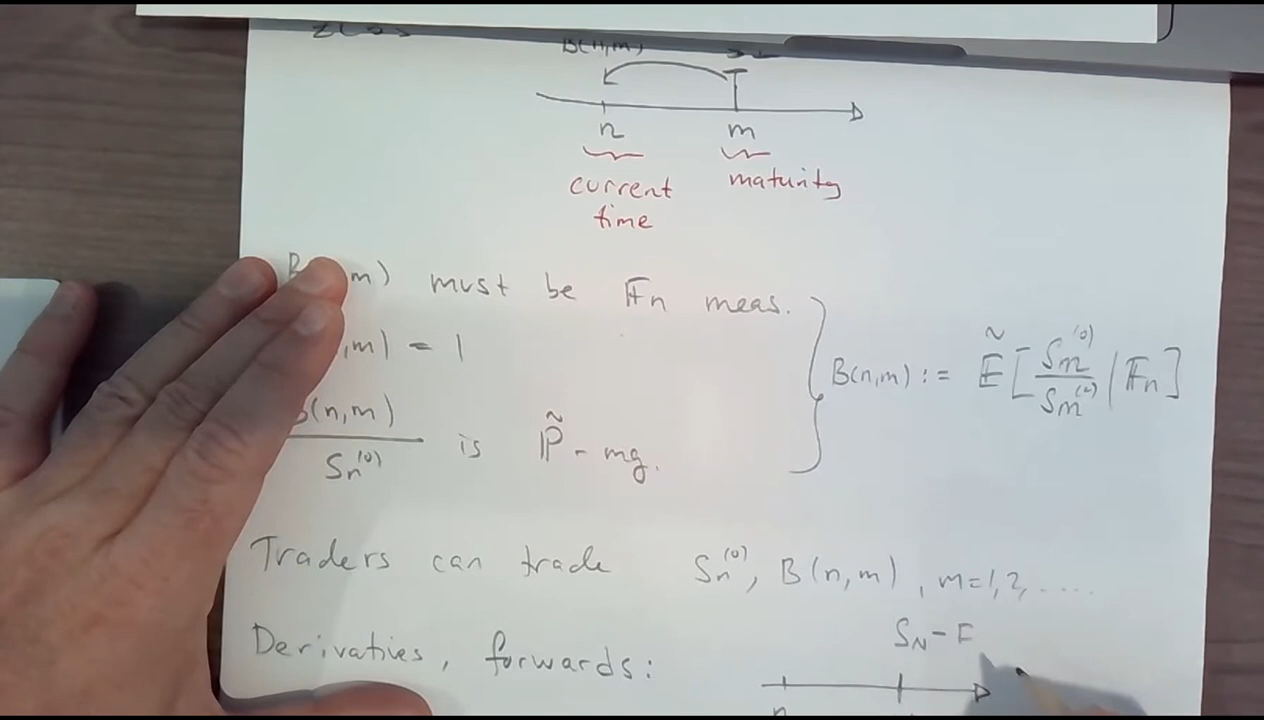 ZCBs
B(n,m)
n m
current maturity
time
m) must be Fn meas.
,m) = 1
B(n,m) := Ẽ[Sn^(0)/Sm^(0) | Fn]
(n,m)
Sn^(0) is P̃ - mg.
Traders can trade Sn^(0), B(n,m), m=1,2,.....
SN - F
Derivaties, forwards:
n